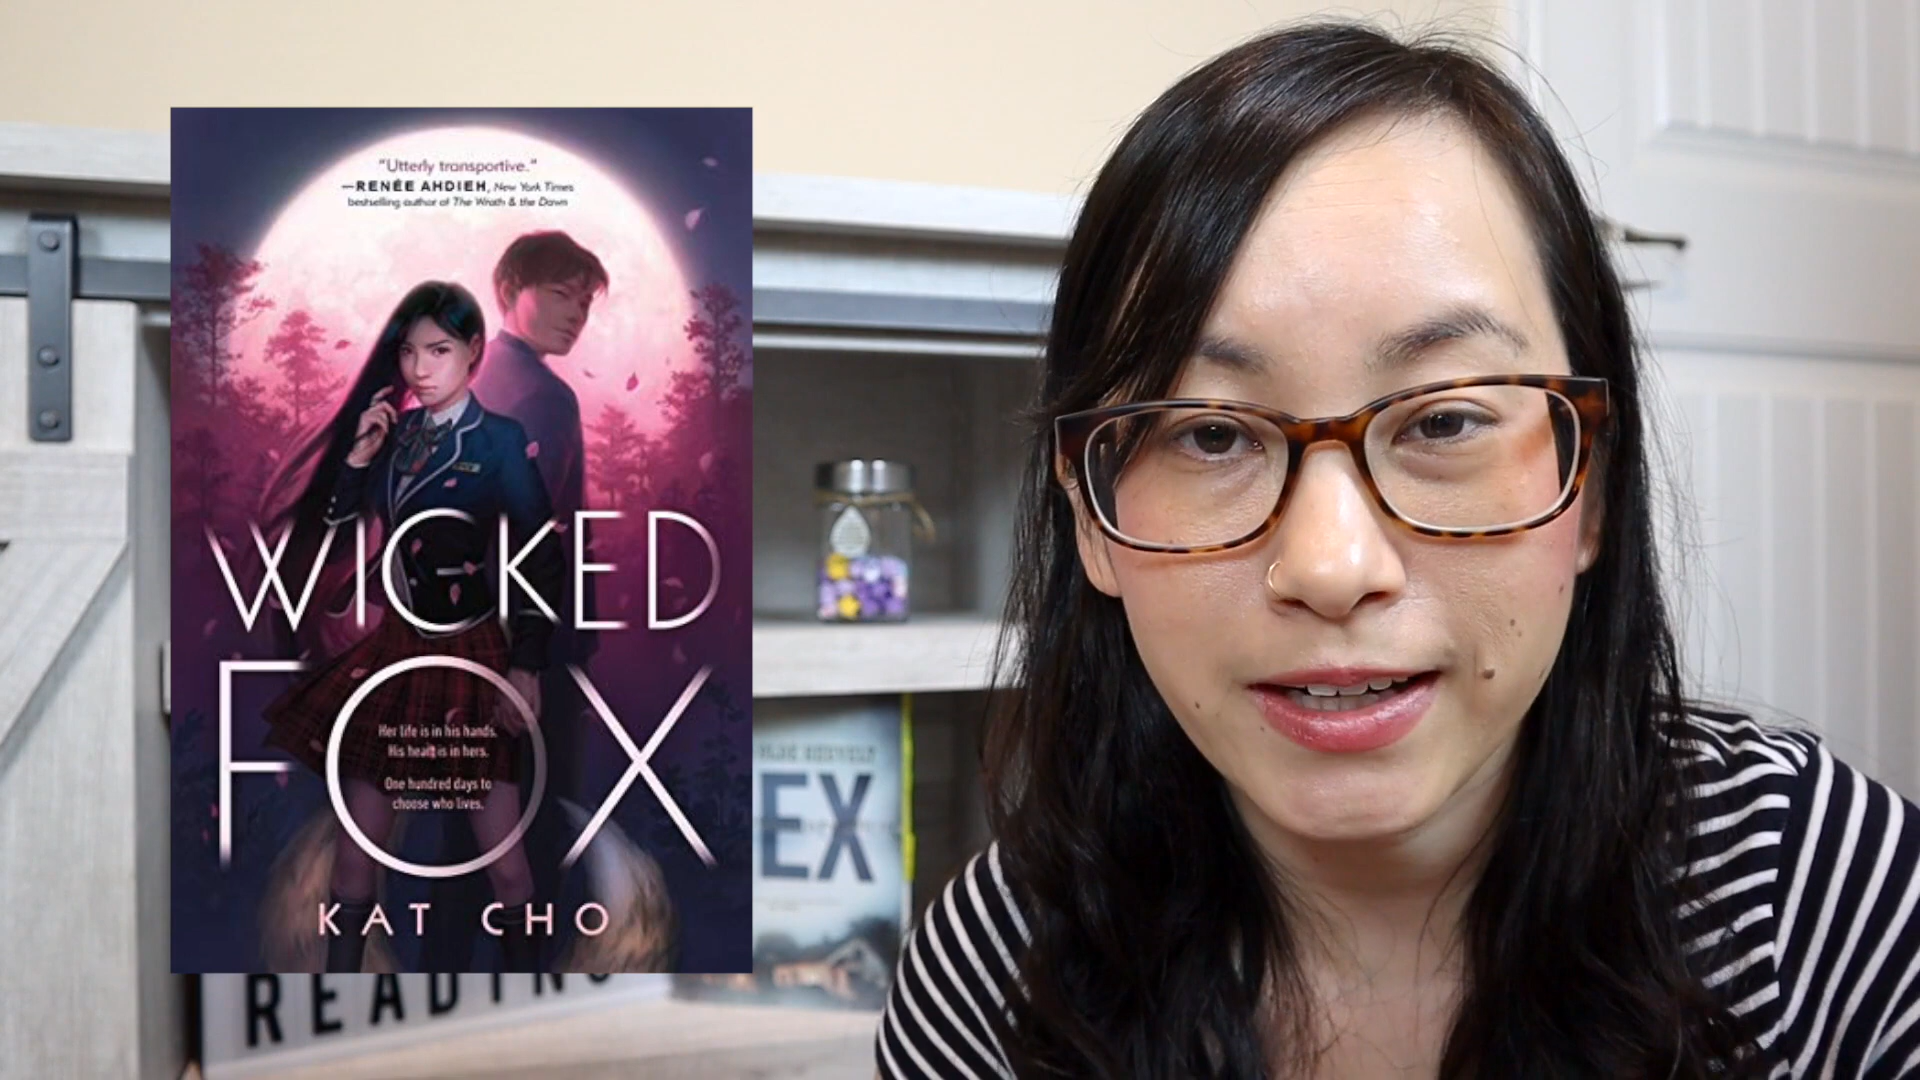 "Utterly transportive."
—RENÉE AHDIEH, New York Times
bestselling author of The Wrath & the Dawn
WICKED
FOX
Her life is in his hands.
His heart is in hers.
One hundred days to
choose who lives.
KAT CHO
EX
READING